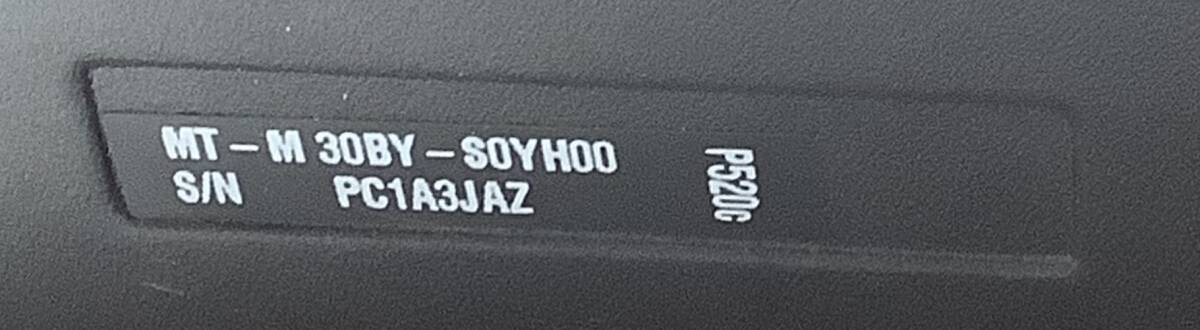 MT-M 30BY-S0YH00
S/N PC1A3JAZ
P520c